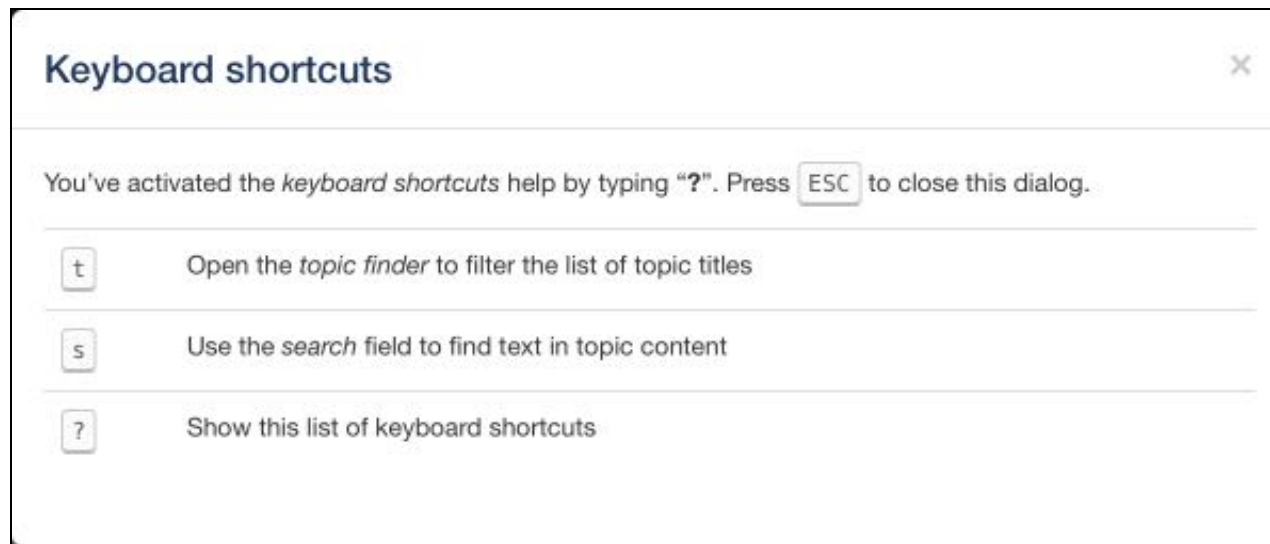 Keyboard shortcuts ×
You’ve activated the keyboard shortcuts help by typing “?”. Press ESC to close this dialog.
t Open the topic finder to filter the list of topic titles
s Use the search field to find text in topic content
? Show this list of keyboard shortcuts